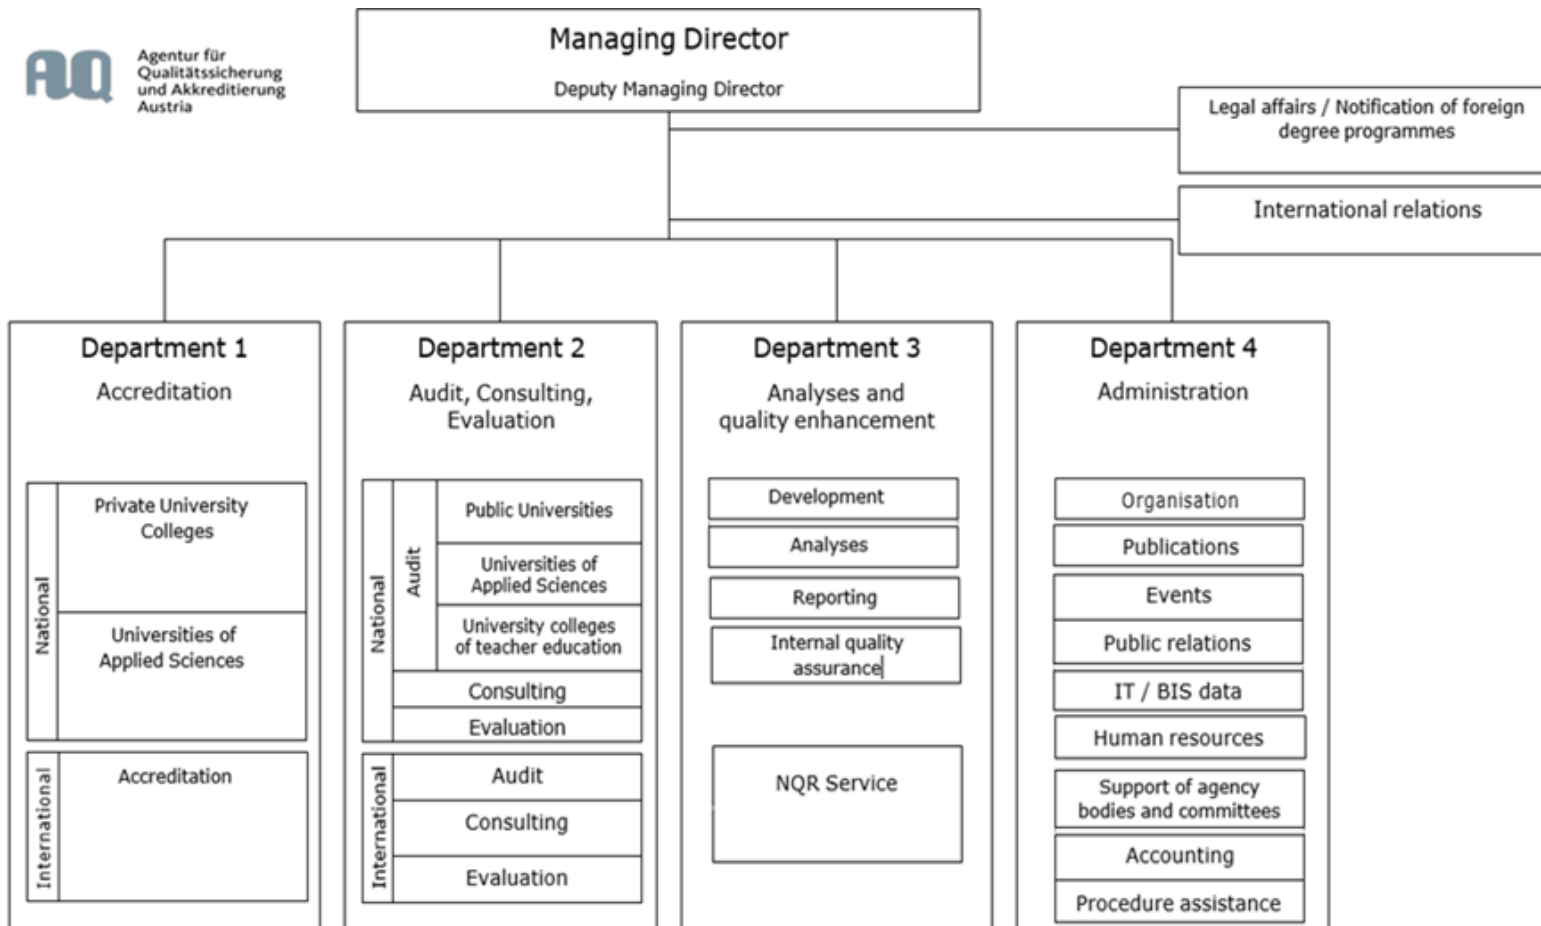 Agentur für
Qualitätssicherung
und Akkreditierung
Austria
Managing Director
Deputy Managing Director
Legal affairs / Notification of foreign
degree programmes
International relations
Department 1
Accreditation
National
Private University
Colleges
Universities of
Applied Sciences
International
Accreditation
Department 2
Audit, Consulting,
Evaluation
National
Audit
Public Universities
Universities of
Applied Sciences
University colleges
of teacher education
Consulting
Evaluation
International
Audit
Consulting
Evaluation
Department 3
Analyses and
quality enhancement
Development
Analyses
Reporting
Internal quality
assurance
NQR Service
Department 4
Administration
Organisation
Publications
Events
Public relations
IT / BIS data
Human resources
Support of agency
bodies and committees
Accounting
Procedure assistance